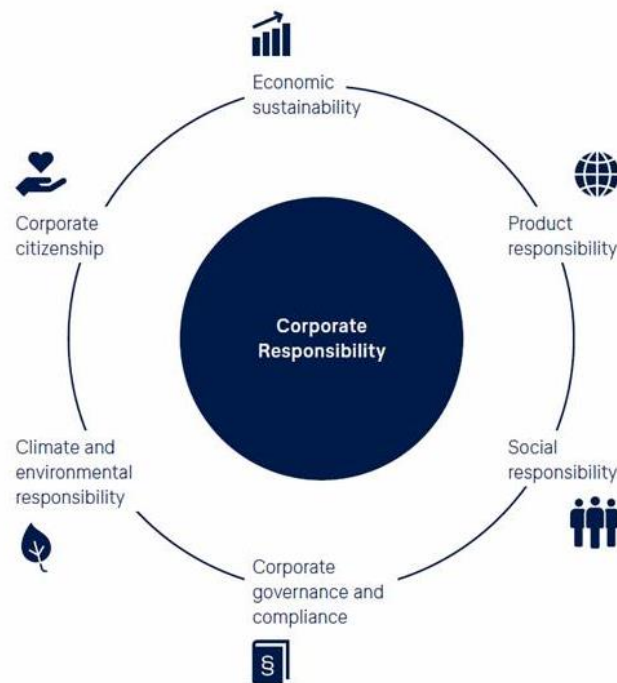 Economic
sustainability
Corporate
citizenship
Product
responsibility
Corporate
Responsibility
Climate and
environmental
responsibility
Social
responsibility
Corporate
governance and
compliance
§